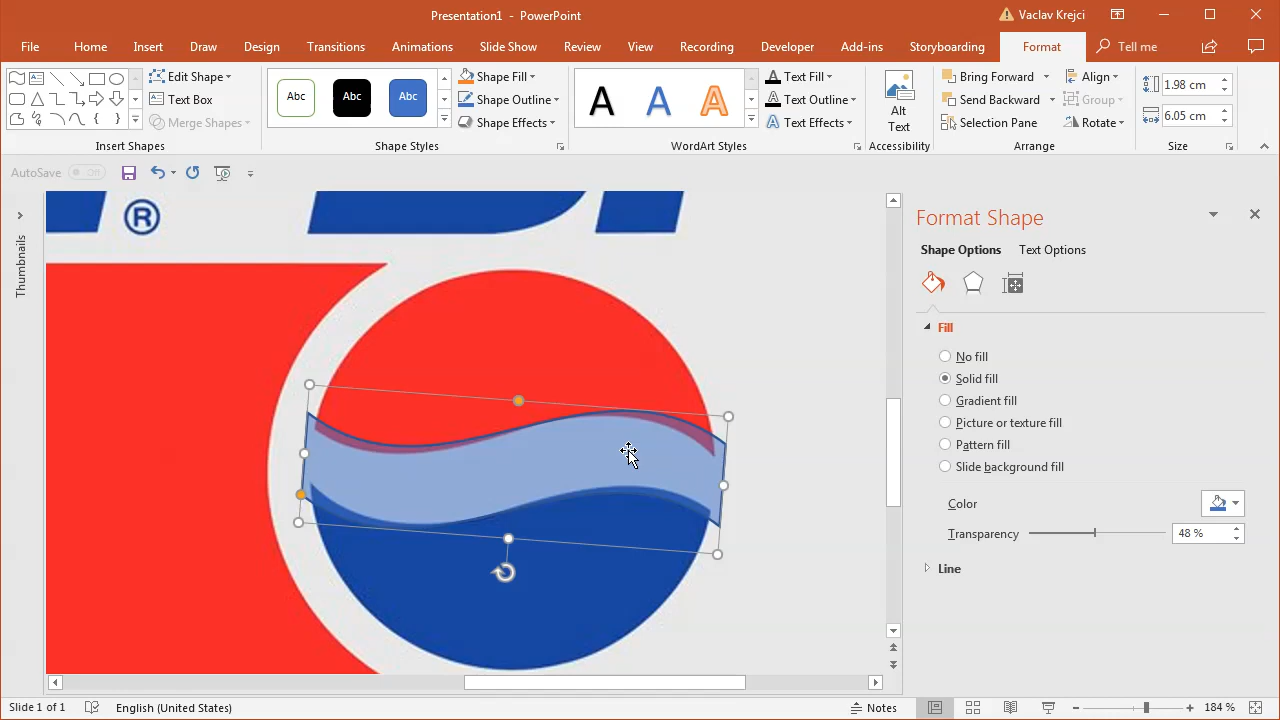 Presentation1 - PowerPoint
Vaclav Krejci
File Home Insert Draw Design Transitions Animations Slide Show Review View Recording Developer Add-ins Storyboarding Format Tell me
Edit Shape
Merge Shapes
Insert Shapes
Abc Abc Abc
Shape Fill
Shape Outline
Shape Effects
Shape Styles
A A A
Text Fill
Text Outline
Text Effects
WordArt Styles
Alt
Text
Accessibility
Bring Forward
Send Backward
Selection Pane
Align
Group
Rotate
Arrange
1.98 cm
6.05 cm
Size
AutoSave Off
Thumbnails
®
Format Shape
Shape Options Text Options
Fill
No fill
Solid fill
Gradient fill
Picture or texture fill
Pattern fill
Slide background fill
Color
Transparency 48 %
Line
Slide 1 of 1 English (United States) Notes 184 %